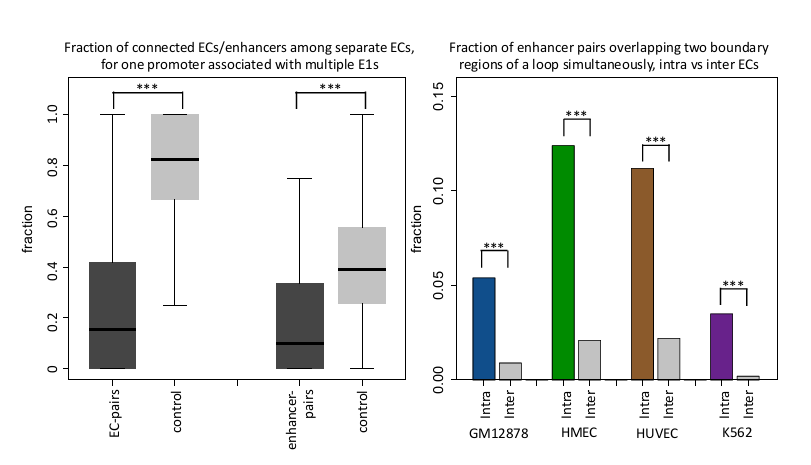 Fraction of connected ECs/enhancers among separate ECs,
for one promoter associated with multiple E1s
***
***
fraction
1.0
0.8
0.6
0.4
0.2
0
EC-pairs
control
enhancer-
pairs
control
Fraction of enhancer pairs overlapping two boundary
regions of a loop simultaneously, intra vs inter ECs
***
***
***
***
fraction
0.15
0.10
0.05
0.00
Intra
Inter
Intra
Inter
Intra
Inter
Intra
Inter
GM12878
HMEC
HUVEC
K562